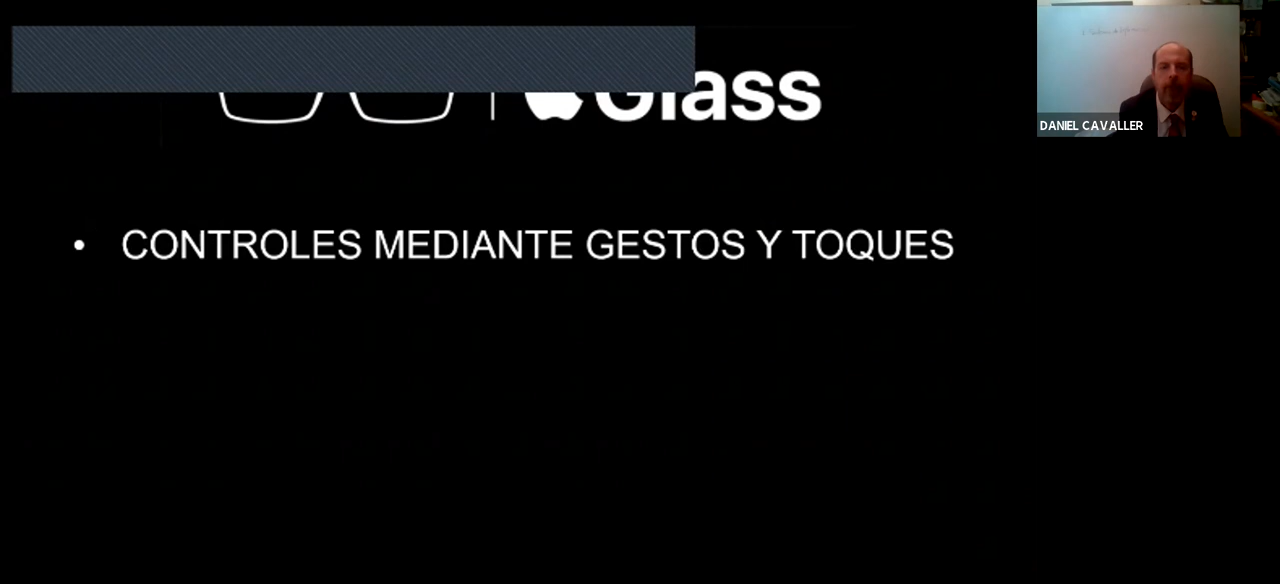 Glass
DANIEL CAVALLER
• CONTROLES MEDIANTE GESTOS Y TOQUES